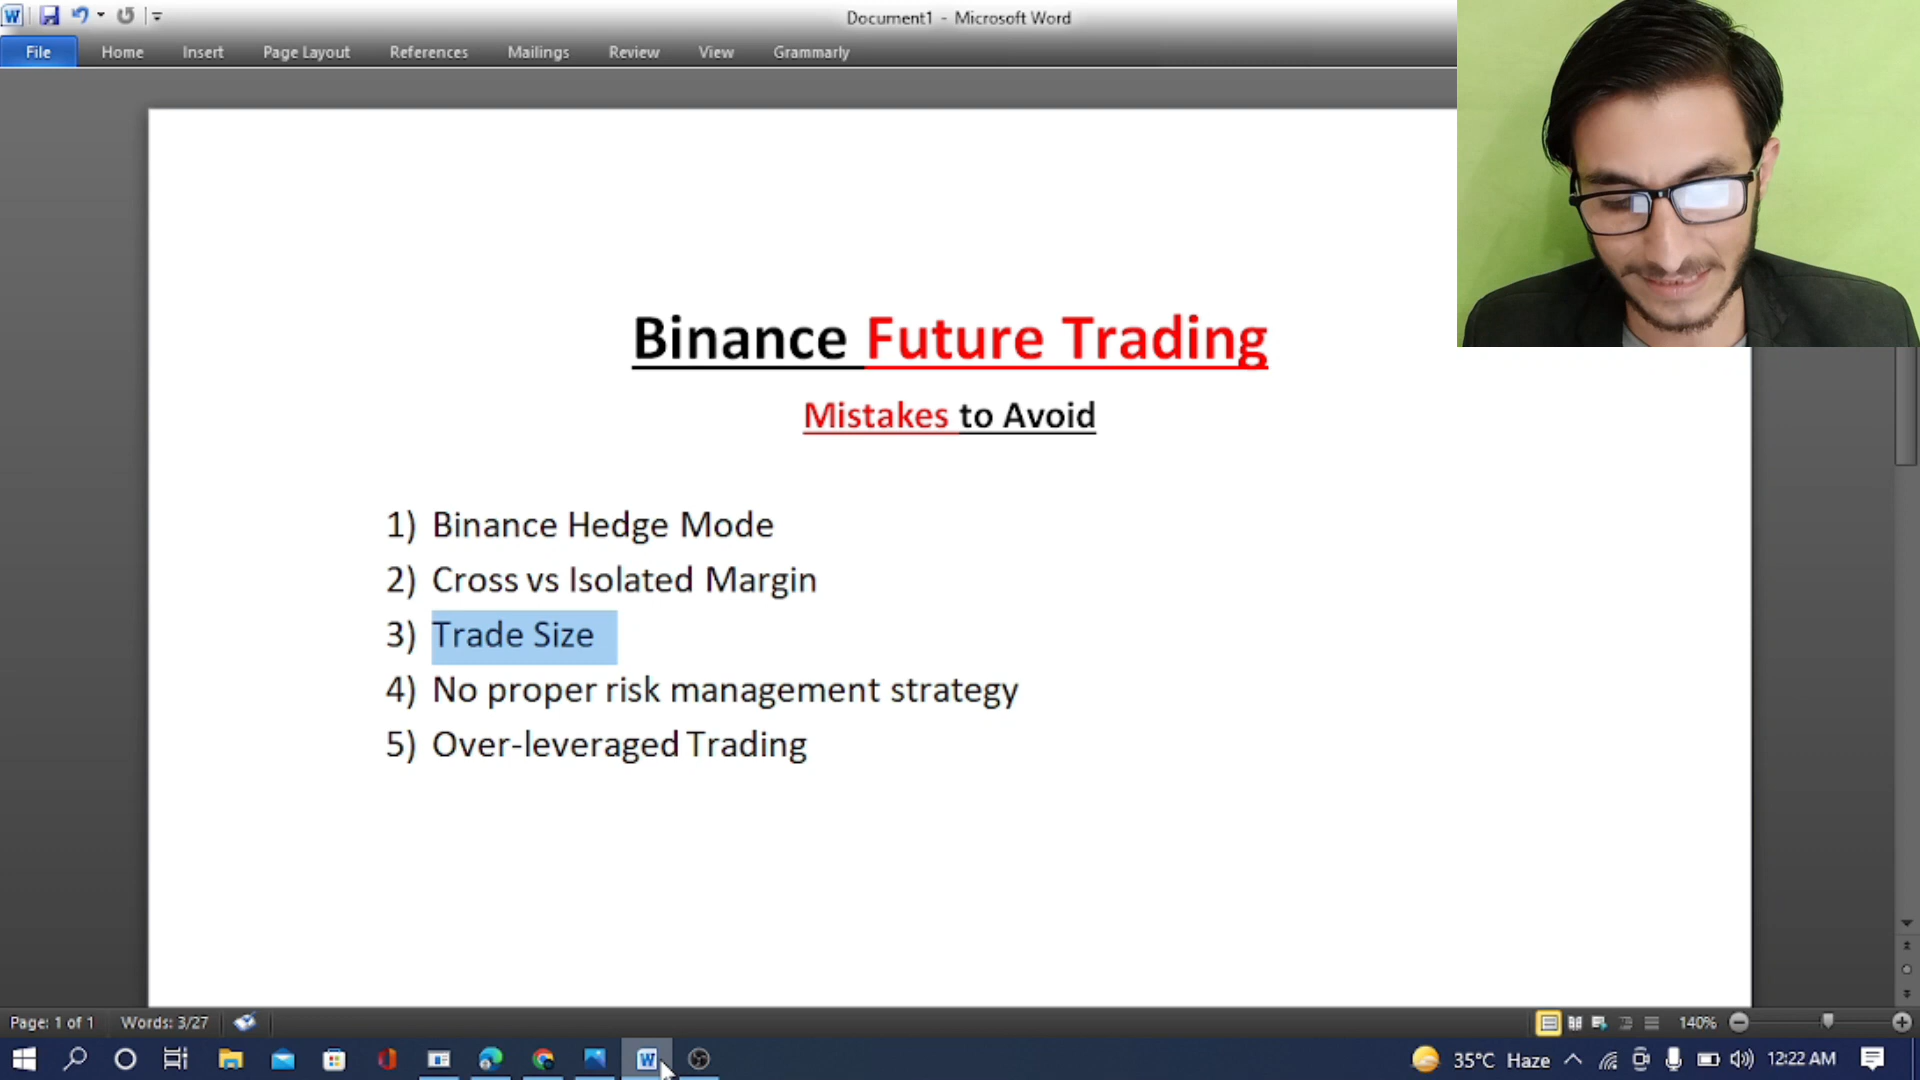 Document1 - Microsoft Word
File Home Insert Page Layout References Mailings Review View Grammarly
Binance Future Trading
Mistakes to Avoid
1) Binance Hedge Mode
2) Cross vs Isolated Margin
3) Trade Size
4) No proper risk management strategy
5) Over-leveraged Trading
Page: 1 of 1 Words: 3/27 140%
35°C Haze 12:22 AM